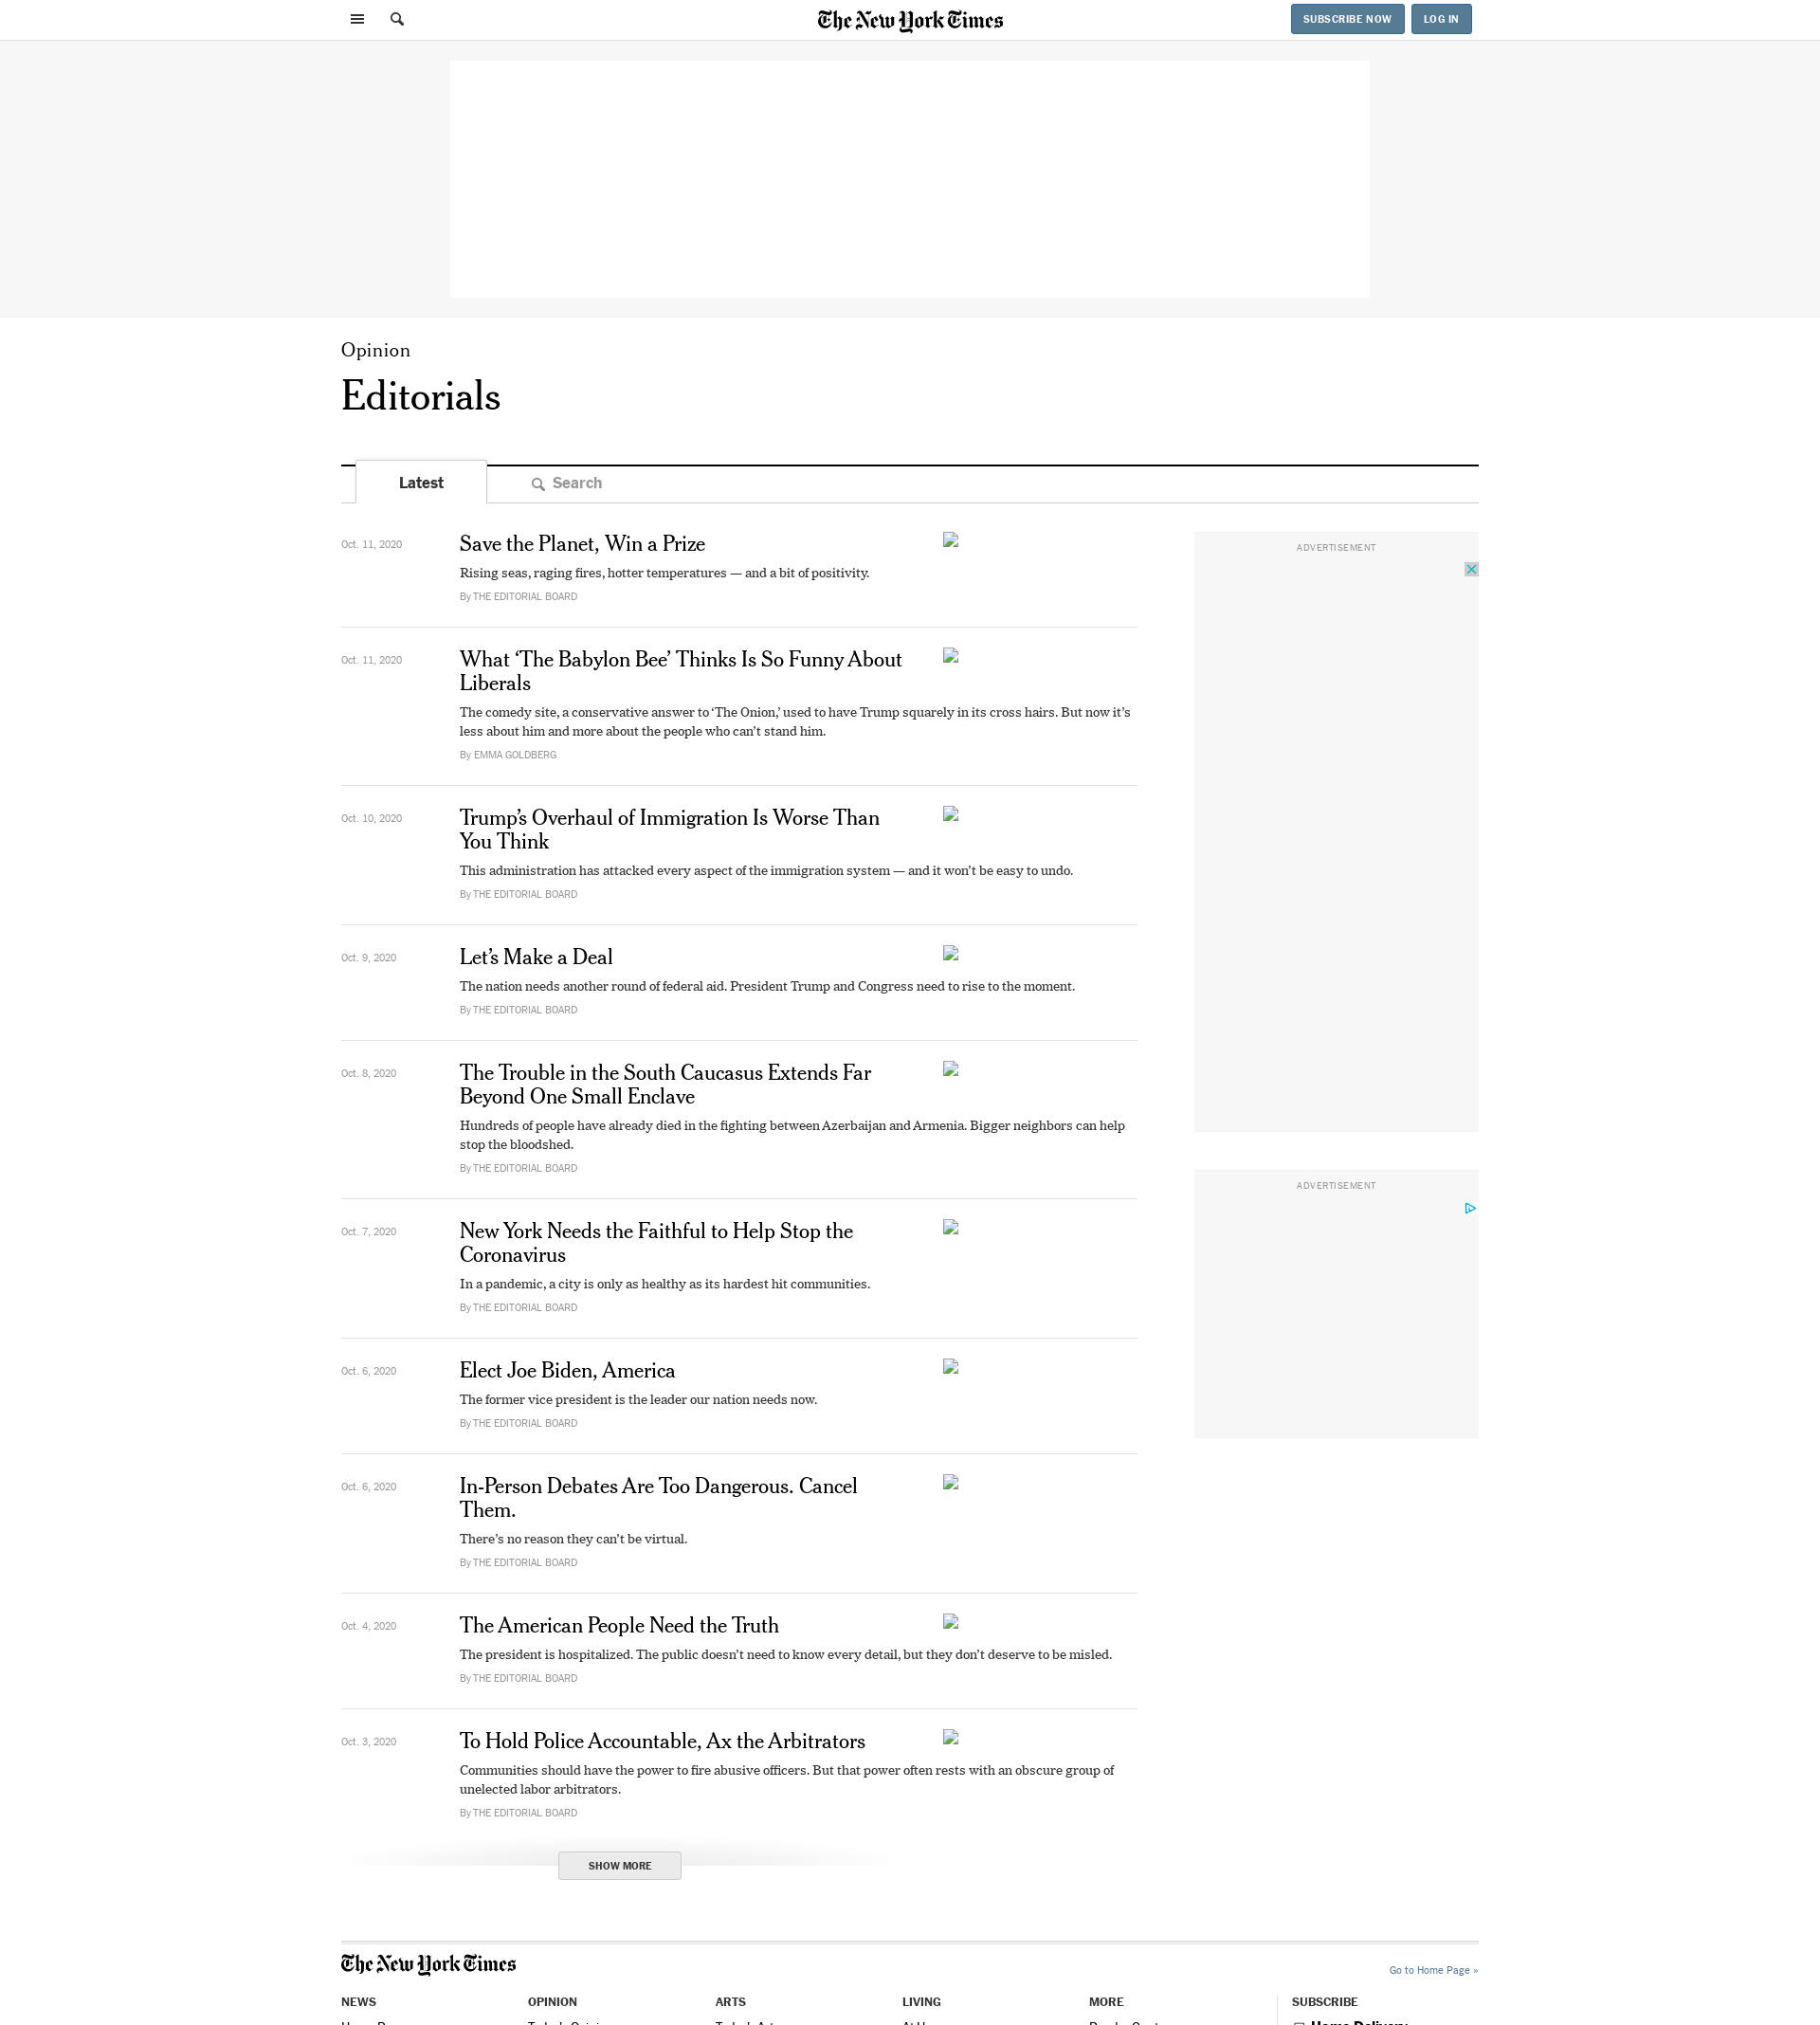 The New York Times
SUBSCRIBE NOW
LOG IN
Opinion
Editorials
Latest
Search
Oct. 11, 2020
Save the Planet, Win a Prize
Rising seas, raging fires, hotter temperatures — and a bit of positivity.
By THE EDITORIAL BOARD
ADVERTISEMENT
Oct. 11, 2020
What ‘The Babylon Bee’ Thinks Is So Funny About
Liberals
The comedy site, a conservative answer to ‘The Onion,’ used to have Trump squarely in its cross hairs. But now it’s
less about him and more about the people who can’t stand him.
By EMMA GOLDBERG
Oct. 10, 2020
Trump’s Overhaul of Immigration Is Worse Than
You Think
This administration has attacked every aspect of the immigration system — and it won’t be easy to undo.
By THE EDITORIAL BOARD
Oct. 9, 2020
Let’s Make a Deal
The nation needs another round of federal aid. President Trump and Congress need to rise to the moment.
By THE EDITORIAL BOARD
Oct. 8, 2020
The Trouble in the South Caucasus Extends Far
Beyond One Small Enclave
Hundreds of people have already died in the fighting between Azerbaijan and Armenia. Bigger neighbors can help
stop the bloodshed.
By THE EDITORIAL BOARD
ADVERTISEMENT
Oct. 7, 2020
New York Needs the Faithful to Help Stop the
Coronavirus
In a pandemic, a city is only as healthy as its hardest hit communities.
By THE EDITORIAL BOARD
Oct. 6, 2020
Elect Joe Biden, America
The former vice president is the leader our nation needs now.
By THE EDITORIAL BOARD
Oct. 6, 2020
In-Person Debates Are Too Dangerous. Cancel
Them.
There’s no reason they can’t be virtual.
By THE EDITORIAL BOARD
Oct. 4, 2020
The American People Need the Truth
The president is hospitalized. The public doesn’t need to know every detail, but they don’t deserve to be misled.
By THE EDITORIAL BOARD
Oct. 3, 2020
To Hold Police Accountable, Ax the Arbitrators
Communities should have the power to fire abusive officers. But that power often rests with an obscure group of
unelected labor arbitrators.
By THE EDITORIAL BOARD
SHOW MORE
The New York Times
Go to Home Page »
NEWS
OPINION
ARTS
LIVING
MORE
SUBSCRIBE